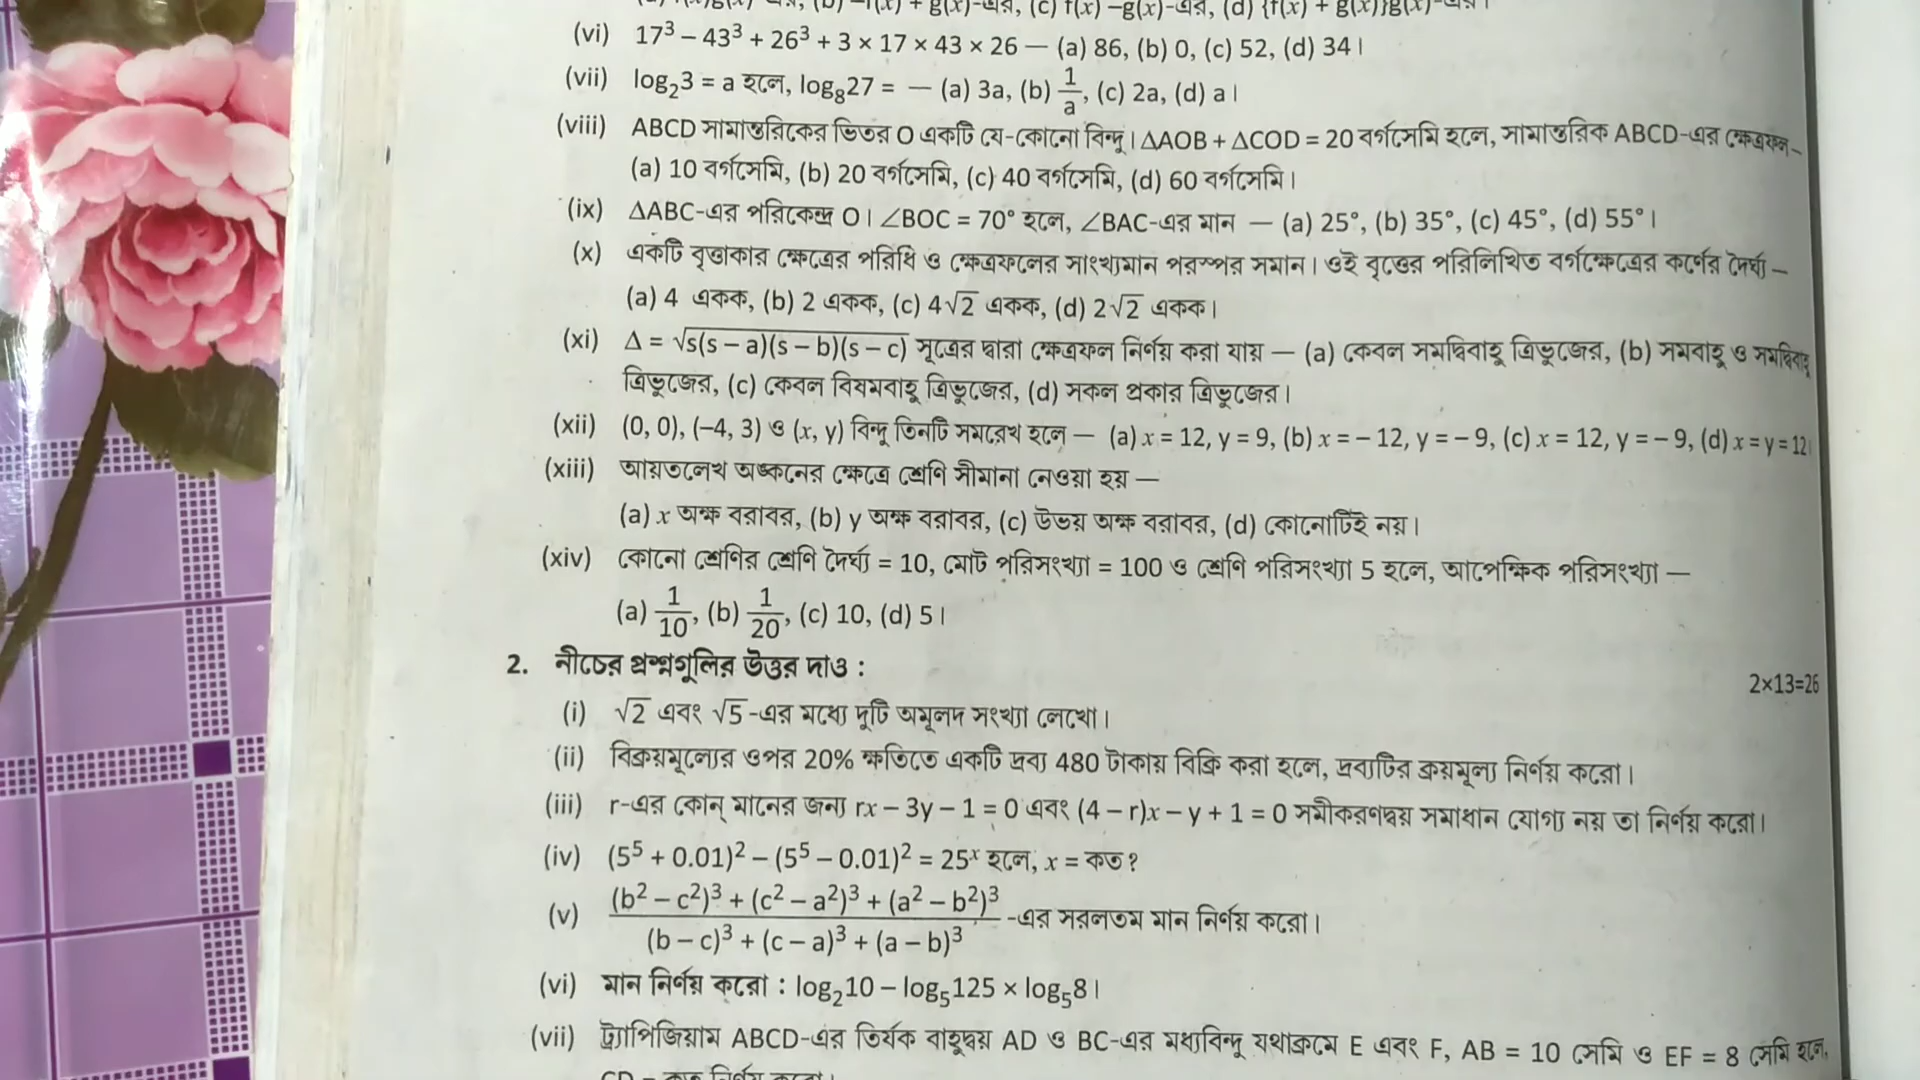 (a) f(x)g(x)-এর, (b) –f(x) + g(x)-এর, (c) f(x) –g(x)-এর, (d) {f(x) + g(x)}g(x)-এর।
(vi) 17³ – 43³ + 26³ + 3 × 17 × 43 × 26 — (a) 86, (b) 0, (c) 52, (d) 34।
(vii) log₂3 = a হলে, log₈27 = — (a) 3a, (b) 1/a, (c) 2a, (d) a।
(viii) ABCD সামান্তরিকের ভিতর O একটি যে-কোনো বিন্দু। ΔAOB + ΔCOD = 20 বর্গসেমি হলে, সামান্তরিক ABCD-এর ক্ষেত্রফল–
(a) 10 বর্গসেমি, (b) 20 বর্গসেমি, (c) 40 বর্গসেমি, (d) 60 বর্গসেমি।
(ix) ΔABC-এর পরিকেন্দ্র O। ∠BOC = 70° হলে, ∠BAC-এর মান — (a) 25°, (b) 35°, (c) 45°, (d) 55°।
(x) একটি বৃত্তাকার ক্ষেত্রের পরিধি ও ক্ষেত্রফলের সাংখ্যমান পরস্পর সমান। ওই বৃত্তের পরিলিখিত বর্গক্ষেত্রের কর্ণের দৈর্ঘ্য —
(a) 4 একক, (b) 2 একক, (c) 4√2 একক, (d) 2√2 একক।
(xi) Δ = √s(s – a)(s – b)(s – c) সূত্রের দ্বারা ক্ষেত্রফল নির্ণয় করা যায় — (a) কেবল সমদ্বিবাহু ত্রিভুজের, (b) সমবাহু ও সমদ্বিবাহু
ত্রিভুজের, (c) কেবল বিষমবাহু ত্রিভুজের, (d) সকল প্রকার ত্রিভুজের।
(xii) (0, 0), (–4, 3) ও (x, y) বিন্দু তিনটি সমরেখ হলে — (a) x = 12, y = 9, (b) x = – 12, y = – 9, (c) x = 12, y = – 9, (d) x = y = 12।
(xiii) আয়তলেখ অঙ্কনের ক্ষেত্রে শ্রেণি সীমানা নেওয়া হয় —
(a) x অক্ষ বরাবর, (b) y অক্ষ বরাবর, (c) উভয় অক্ষ বরাবর, (d) কোনোটিই নয়।
(xiv) কোনো শ্রেণির শ্রেণি দৈর্ঘ্য = 10, মোট পরিসংখ্যা = 100 ও শ্রেণি পরিসংখ্যা 5 হলে, আপেক্ষিক পরিসংখ্যা —
(a) 1/10, (b) 1/20, (c) 10, (d) 5।
2. নীচের প্রশ্নগুলির উত্তর দাও : 2×13=26
(i) √2 এবং √5-এর মধ্যে দুটি অমূলদ সংখ্যা লেখো।
(ii) বিক্রয়মূল্যের ওপর 20% ক্ষতিতে একটি দ্রব্য 480 টাকায় বিক্রি করা হলে, দ্রব্যটির ক্রয়মূল্য নির্ণয় করো।
(iii) r-এর কোন্ মানের জন্য rx – 3y – 1 = 0 এবং (4 – r)x – y + 1 = 0 সমীকরণদ্বয় সমাধান যোগ্য নয় তা নির্ণয় করো।
(iv) (5⁵ + 0.01)² – (5⁵ – 0.01)² = 25ˣ হলে, x = কত?
(v) (b² – c²)³ + (c² – a²)³ + (a² – b²)³ / (b – c)³ + (c – a)³ + (a – b)³ -এর সরলতম মান নির্ণয় করো।
(vi) মান নির্ণয় করো : log₂10 – log₅125 × log₅8।
(vii) ট্র্যাপিজিয়াম ABCD-এর তির্যক বাহুদ্বয় AD ও BC-এর মধ্যবিন্দু যথাক্রমে E এবং F, AB = 10 সেমি ও EF = 8 সেমি হলে,
CD = কত নির্ণয় করো।